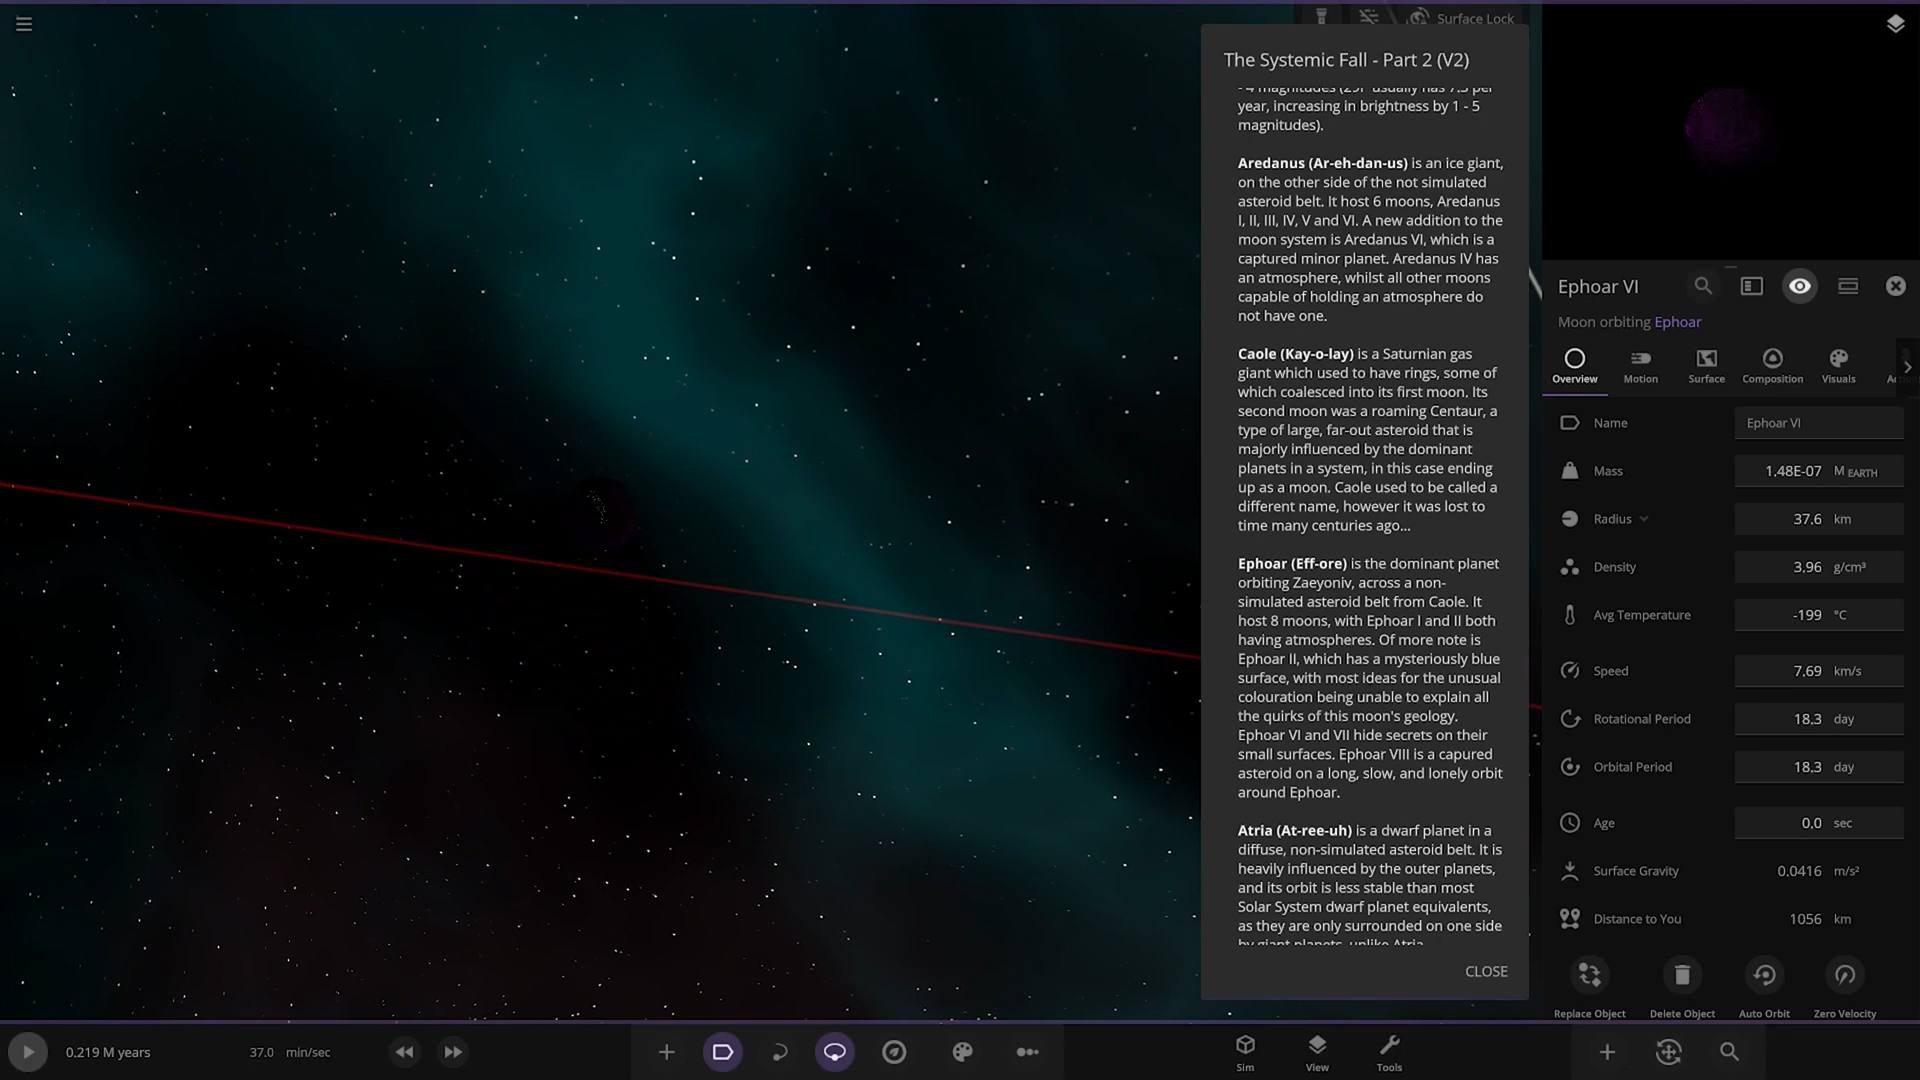 Surface Lock
The Systemic Fall - Part 2 (V2)
- 4 magnitudes (29P usually has 7.3 per
year, increasing in brightness by 1 - 5
magnitudes).
Aredanus (Ar-eh-dan-us) is an ice giant,
on the other side of the not simulated
asteroid belt. It host 6 moons, Aredanus
I, II, III, IV, V and VI. A new addition to the
moon system is Aredanus VI, which is a
captured minor planet. Aredanus IV has
an atmosphere, whilst all other moons
capable of holding an atmosphere do
not have one.
Caole (Kay-o-lay) is a Saturnian gas
giant which used to have rings, some of
which coalesced into its first moon. Its
second moon was a roaming Centaur, a
type of large, far-out asteroid that is
majorly influenced by the dominant
planets in a system, in this case ending
up as a moon. Caole used to be called a
different name, however it was lost to
time many centuries ago...
Ephoar (Eff-ore) is the dominant planet
orbiting Zaeyoniv, across a non-
simulated asteroid belt from Caole. It
host 8 moons, with Ephoar I and II both
having atmospheres. Of more note is
Ephoar II, which has a mysteriously blue
surface, with most ideas for the unusual
colouration being unable to explain all
the quirks of this moon's geology.
Ephoar VI and VII hide secrets on their
small surfaces. Ephoar VIII is a capured
asteroid on a long, slow, and lonely orbit
around Ephoar.
Atria (At-ree-uh) is a dwarf planet in a
diffuse, non-simulated asteroid belt. It is
heavily influenced by the outer planets,
and its orbit is less stable than most
Solar System dwarf planet equivalents,
as they are only surrounded on one side
by giant planets, unlike Atria.
CLOSE
Ephoar VI
Moon orbiting Ephoar
Overview Motion Surface Composition Visuals
Name Ephoar VI
Mass 1.48E-07 M EARTH
Radius 37.6 km
Density 3.96 g/cm³
Avg Temperature -199 °C
Speed 7.69 km/s
Rotational Period 18.3 day
Orbital Period 18.3 day
Age 0.0 sec
Surface Gravity 0.0416 m/s²
Distance to You 1056 km
Replace Object Delete Object Auto Orbit Zero Velocity
0.219 M years 37.0 min/sec
Sim View Tools